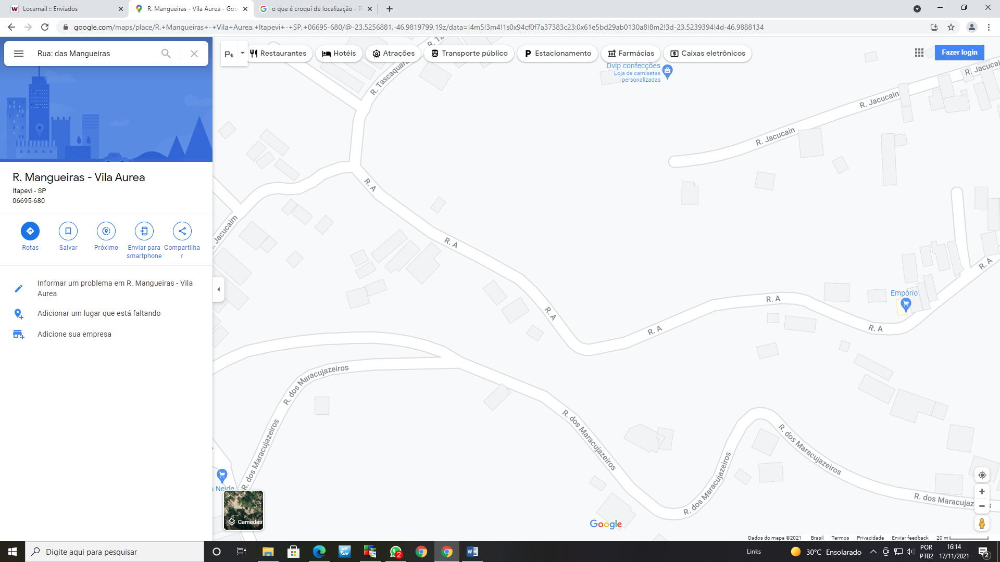 Locamail :: Enviados
R. Mangueiras - Vila Aurea - Goo
o que é croqui de localização - P
google.com/maps/place/R.+Mangueiras+-+Vila+Aurea,+Itapevi+-+SP,+06695-680/@-23.5256881,-46.9819799,19z/data=!4m5!3m4!1s0x94cf0f7a37383c23:0x61e5bd29ab0130a8!8m2!3d-23.5239394!4d-46.9888134
Rua: das Mangueiras
Restaurantes
Hotéis
Atrações
Transporte público
Estacionamento
Farmácias
Caixas eletrônicos
Fazer login
R. Mangueiras - Vila Aurea
Itapevi - SP
06695-680
Rotas
Salvar
Próximo
Enviar para
smartphone
Compartilha
r
Informar um problema em R. Mangueiras - Vila
Aurea
Adicionar um lugar que está faltando
Adicione sua empresa
R. Ta
R. Tascaquara
Dvip confecções
Loja de camisetas
personalizadas
R. Jacucain
R. Jacucain
R. Jacucain
R. A
Jacucaim
R. A
R. A
R. A
R. A
R. A
R. A
Empório
R. dos Maracujazeiros
R. dos Maracujazeiros
R. dos Maracujazeiros
R. dos Maracujazeiros
R. dos Maracujazeiros
R. dos Maracujaz
a Neide
Camadas
Google
Dados do mapa ©2021
Brasil
Termos
Privacidade
Enviar feedback
20 m
Digite aqui para pesquisar
2
Links
30°C Ensolarado
POR
PTB2
16:14
17/11/2021
2